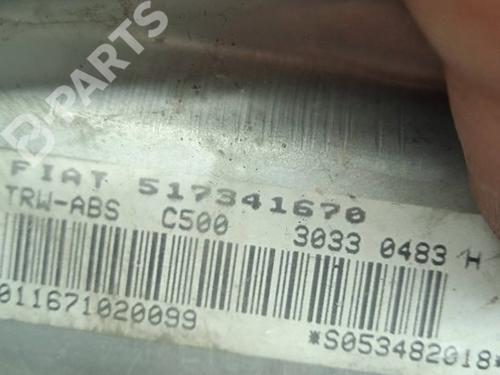 B-PARTS
FIAT 517341670
TRW-ABS C500 3033 0483 H
011671020099 *S053482018*